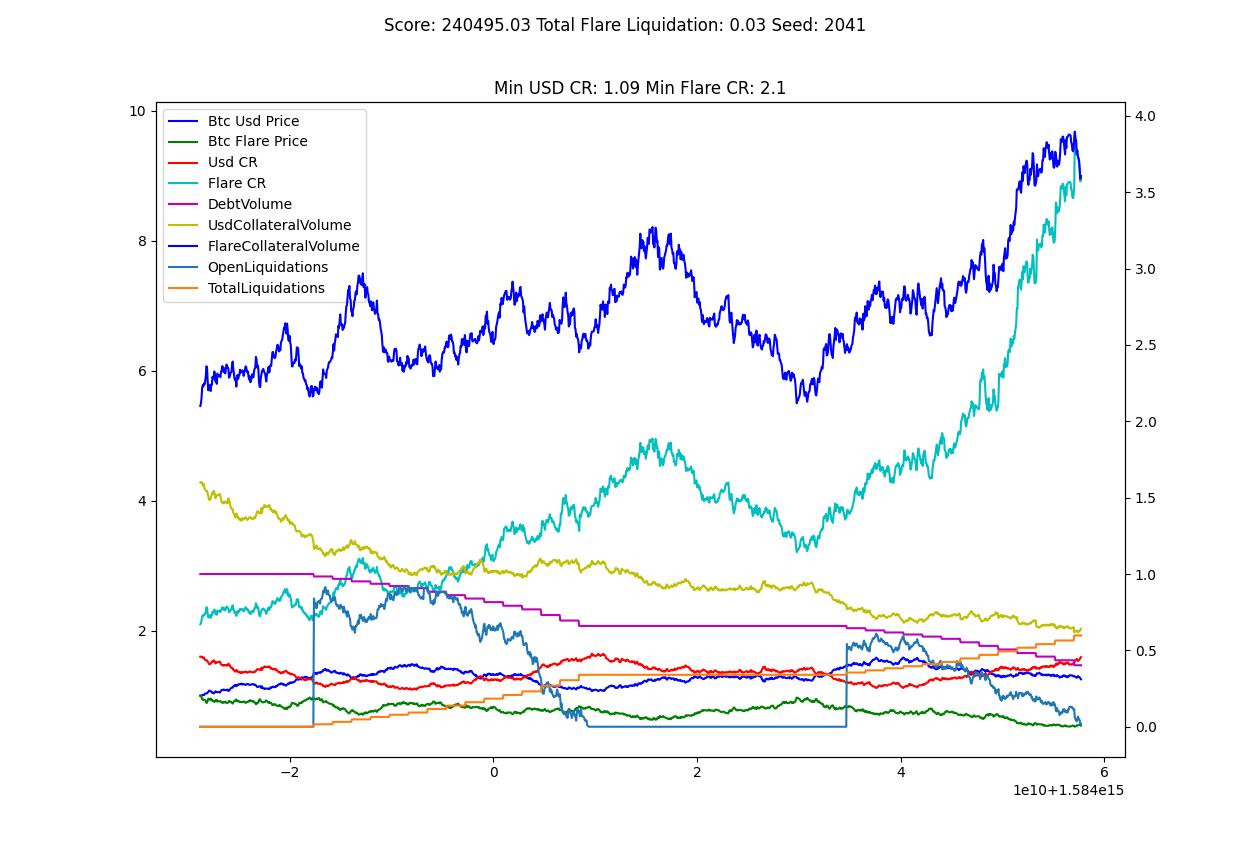 Score: 240495.03 Total Flare Liquidation: 0.03 Seed: 2041
Min USD CR: 1.09 Min Flare CR: 2.1
Btc Usd Price
Btc Flare Price
Usd CR
Flare CR
DebtVolume
UsdCollateralVolume
FlareCollateralVolume
OpenLiquidations
TotalLiquidations
10
8
6
4
2
4.0
3.5
3.0
2.5
2.0
1.5
1.0
0.5
0.0
−2
0
2
4
6
1e10+1.584e15